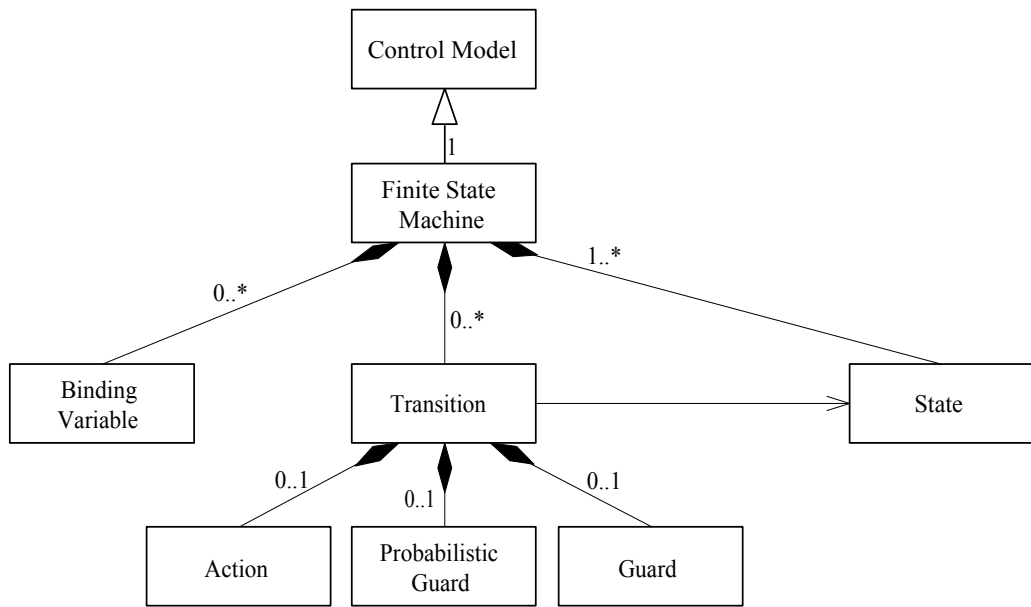 Control Model
1
Finite State
Machine
1..*
0..*
0..*
Binding
Variable
Transition
State
0..1
0..1
0..1
Action
Probabilistic
Guard
Guard